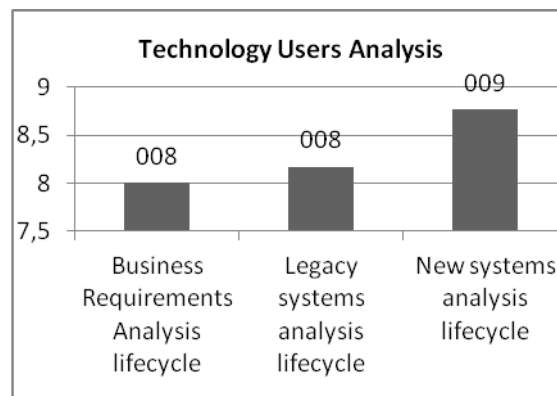 Technology Users Analysis
9
8,5
8
7,5
008
008
009
Business
Requirements
Analysis
lifecycle
Legacy
systems
analysis
lifecycle
New systems
analysis
lifecycle